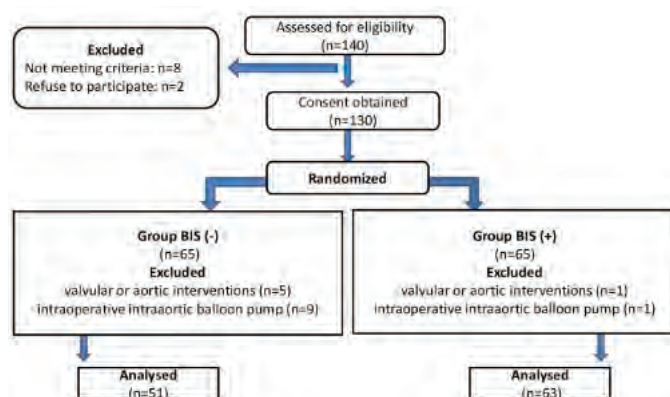 Assessed for eligibility
(n=140)
Excluded
Not meeting criteria: n=8
Refuse to participate: n=2
Consent obtained
(n=130)
Randomized
Group BIS (-)
(n=65)
Excluded
valvular or aortic interventions (n=5)
intraoperative intraaortic balloon pump (n=9)
Group BIS (+)
(n=65)
Excluded
valvular or aortic interventions (n=1)
intraoperative intraaortic balloon pump (n=1)
Analysed
(n=51)
Analysed
(n=63)